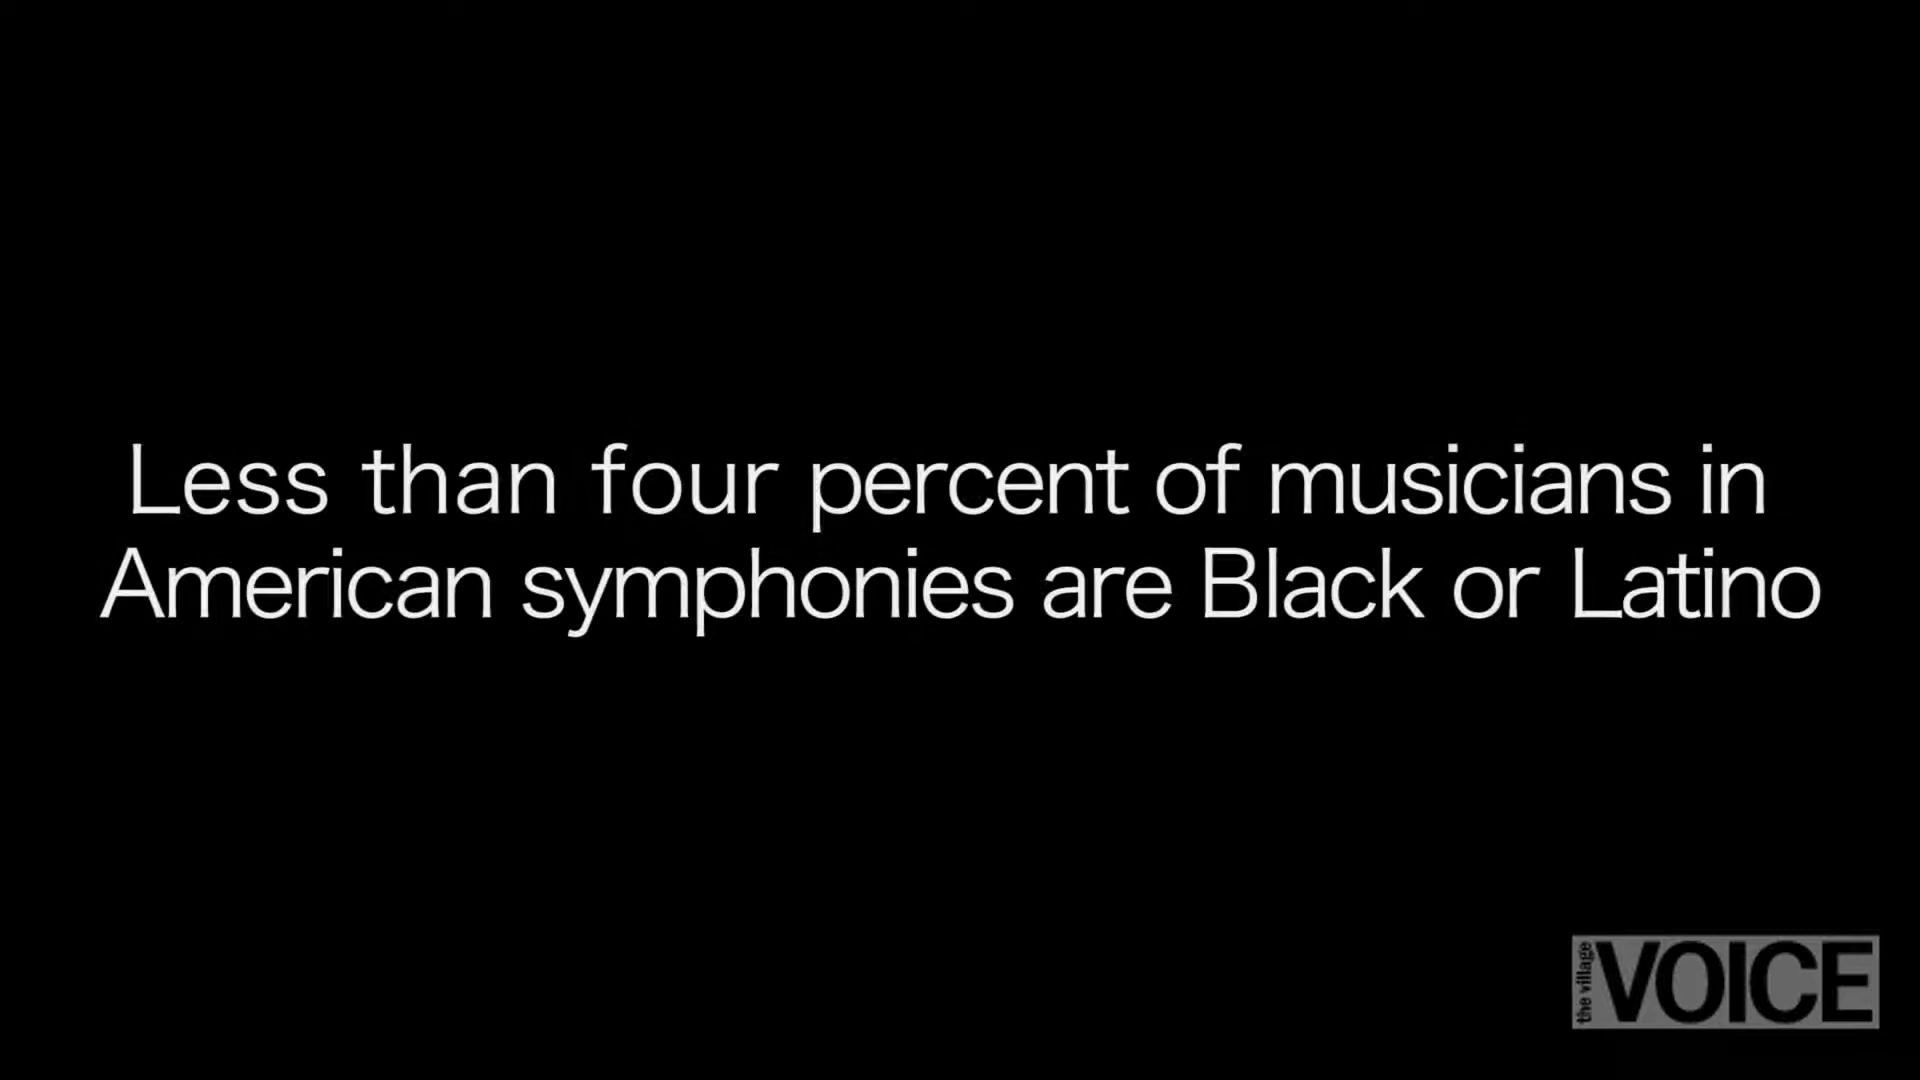 Less than four percent of musicians in
American symphonies are Black or Latino
the village
VOICE